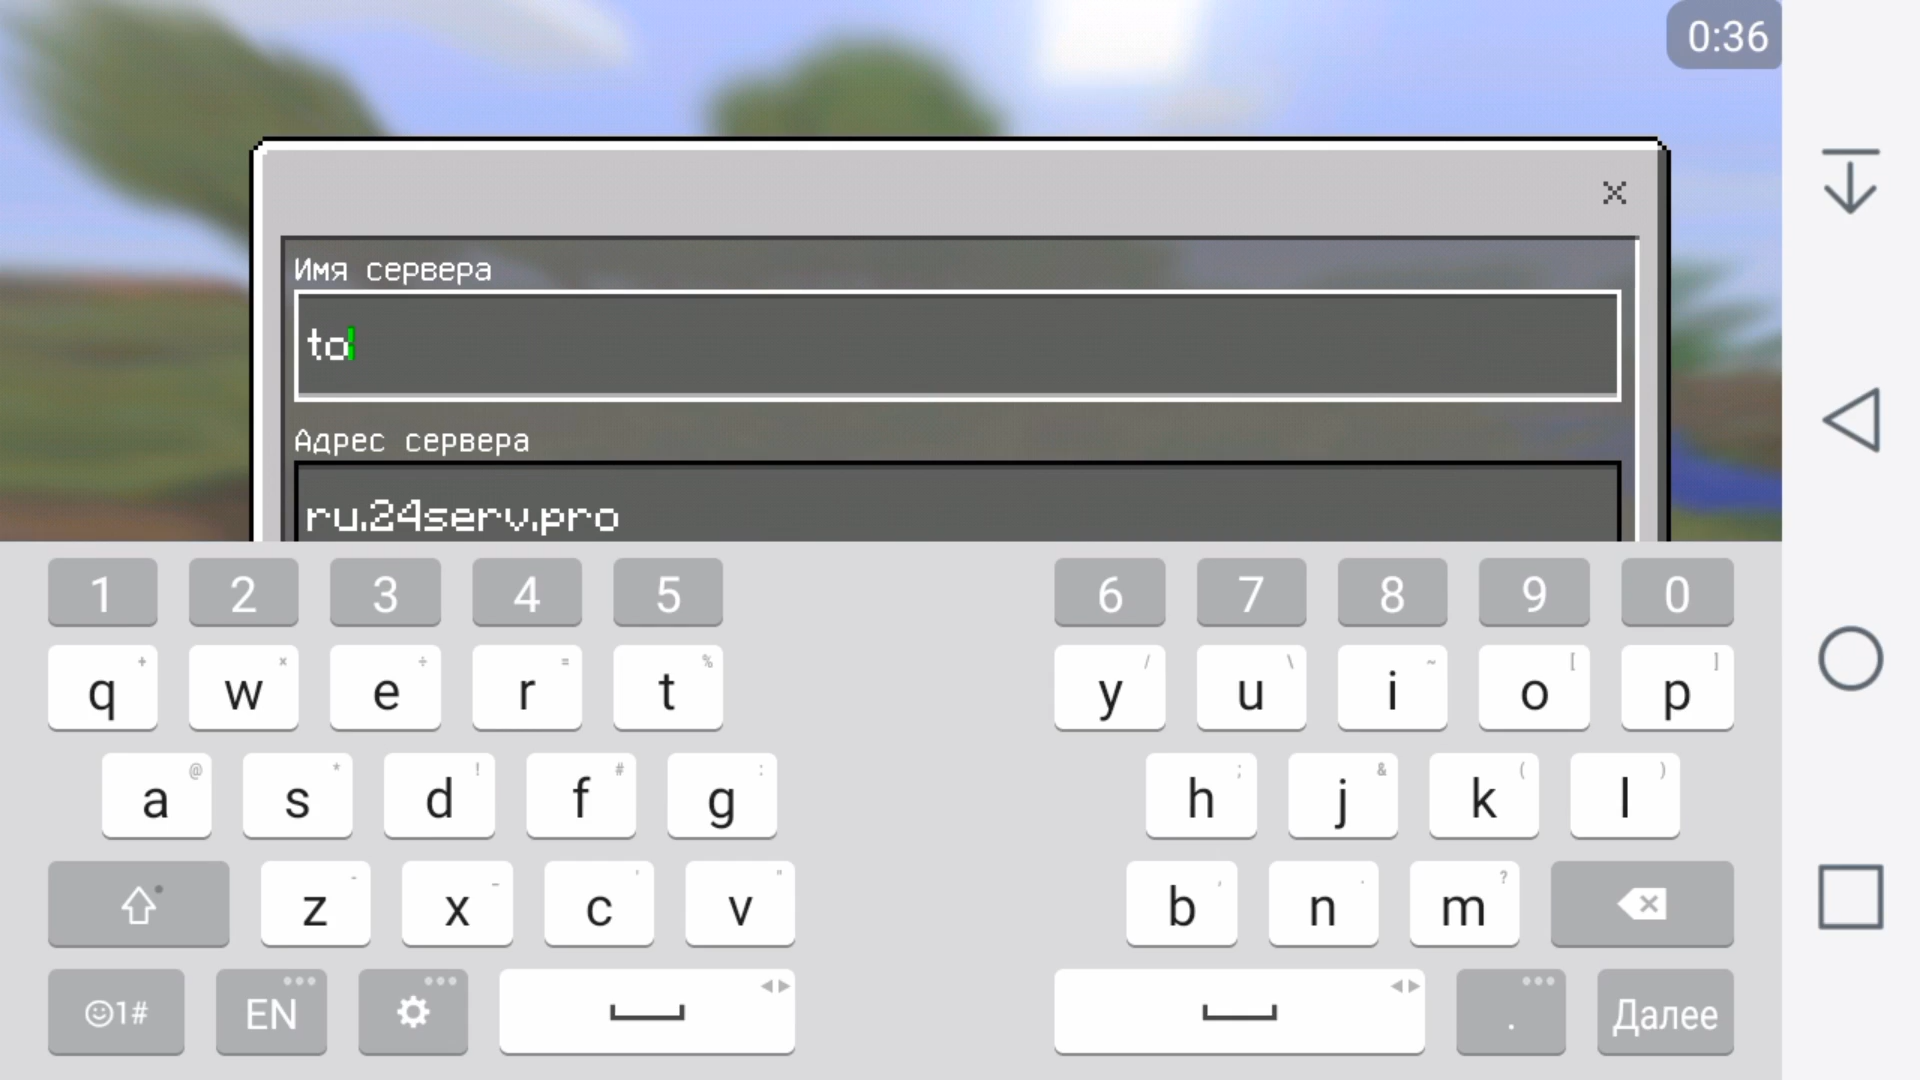 0:36
Имя сервера
to
Адрес сервера
ru.24serv.pro
1 2 3 4 5 6 7 8 9 0
+ × ÷ = % / \ ~ [ ]
q w e r t y u i o p
@ * ! # : ; & ( )
a s d f g h j k l
- _ ' " , . ?
z x c v b n m
1# EN . Далее